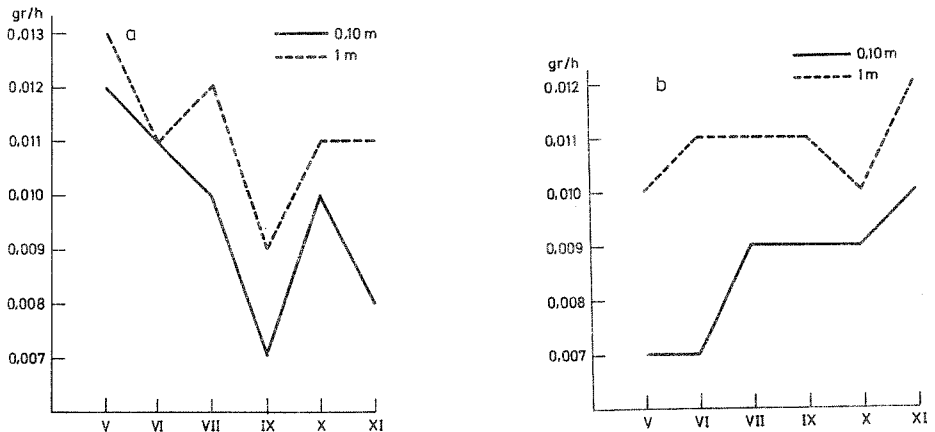 gr/h
0,013
0,012
0,011
0,010
0,009
0,008
0,007
a
0,10 m
1 m
V VI VII IX X XI
gr/h
0,012
0,011
0,010
0,009
0,008
0,007
b
0,10 m
1 m
V VI VII IX X XI